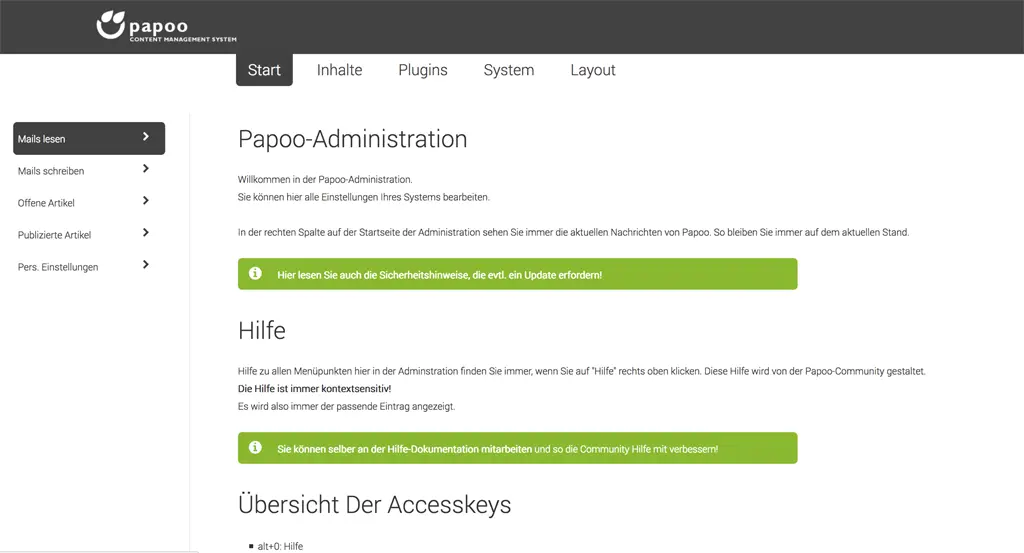 papoo
CONTENT MANAGEMENT SYSTEM
Start Inhalte Plugins System Layout
Mails lesen
Mails schreiben
Offene Artikel
Publizierte Artikel
Pers. Einstellungen
Papoo-Administration
Willkommen in der Papoo-Administration.
Sie können hier alle Einstellungen Ihres Systems bearbeiten.
In der rechten Spalte auf der Startseite der Administration sehen Sie immer die aktuellen Nachrichten von Papoo. So bleiben Sie immer auf dem aktuellen Stand.
Hier lesen Sie auch die Sicherheitshinweise, die evtl. ein Update erfordern!
Hilfe
Hilfe zu allen Menüpunkten hier in der Adminstration finden Sie immer, wenn Sie auf "Hilfe" rechts oben klicken. Diese Hilfe wird von der Papoo-Community gestaltet.
Die Hilfe ist immer kontextsensitiv!
Es wird also immer der passende Eintrag angezeigt.
Sie können selber an der Hilfe-Dokumentation mitarbeiten und so die Community Hilfe mit verbessern!
Übersicht Der Accesskeys
alt+0: Hilfe